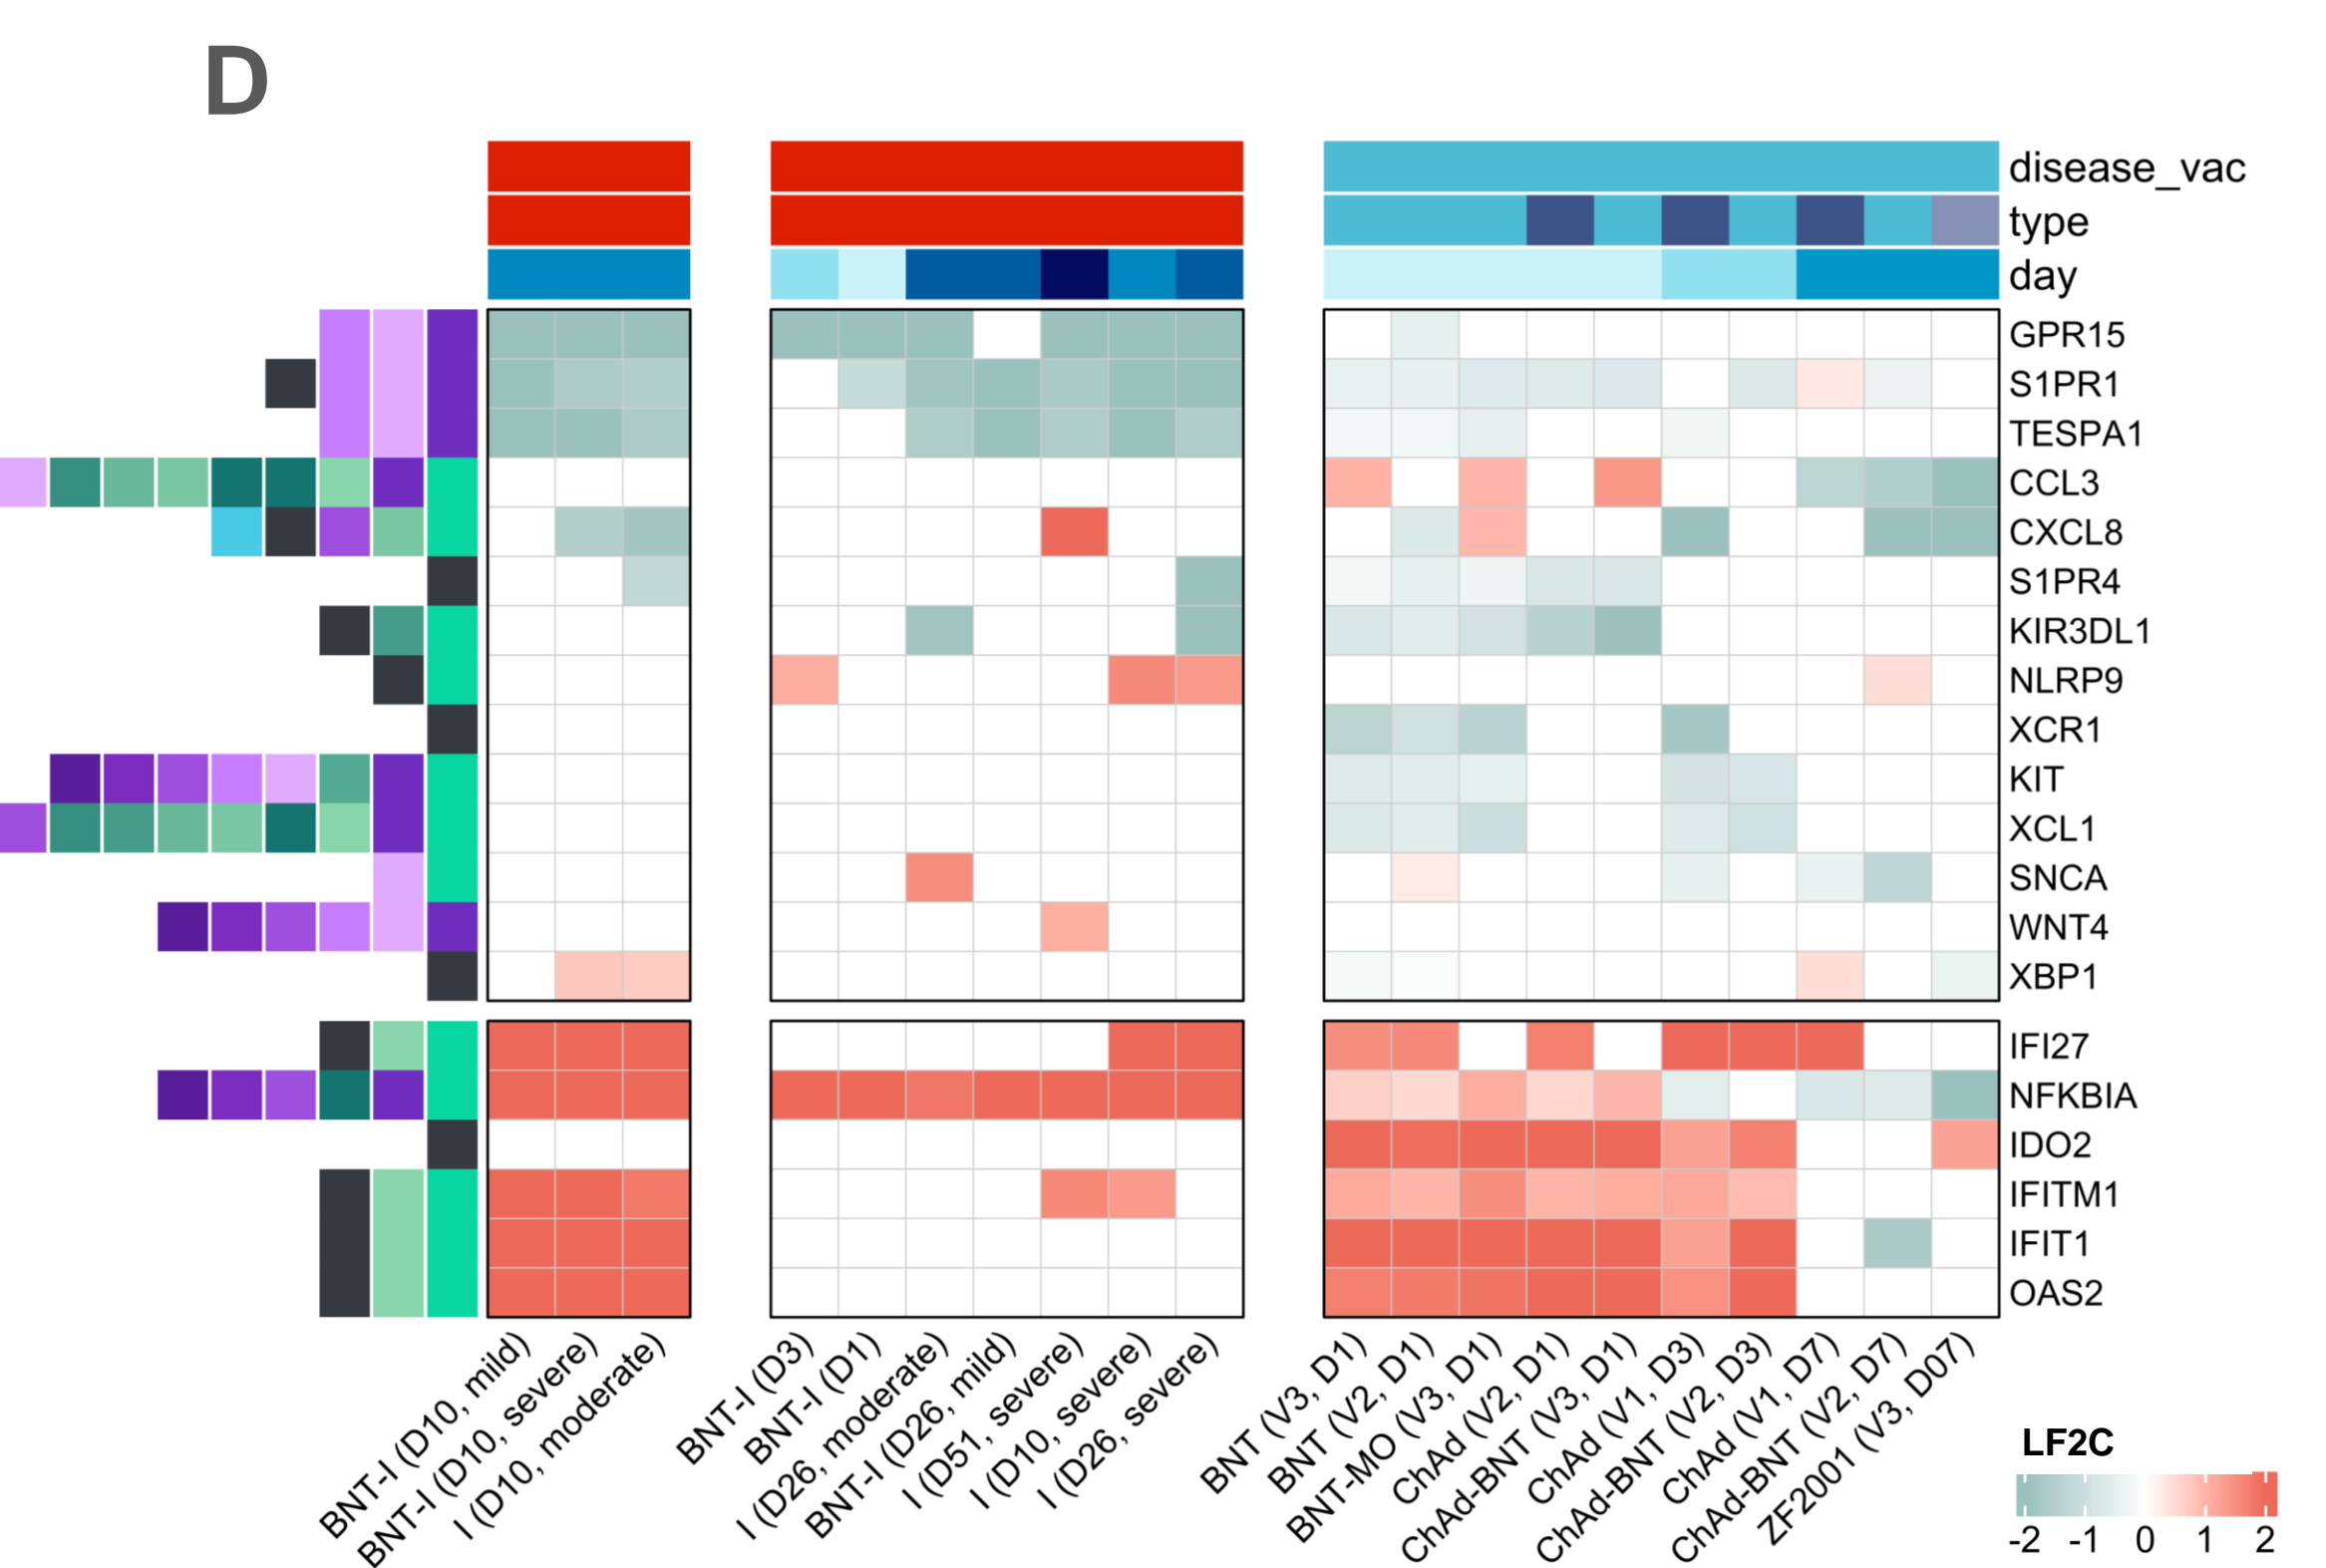 D
disease_vac
type
day
GPR15
S1PR1
TESPA1
CCL3
CXCL8
S1PR4
KIR3DL1
NLRP9
XCR1
KIT
XCL1
SNCA
WNT4
XBP1
IFI27
NFKBIA
IDO2
IFITM1
IFIT1
OAS2
BNT-I (D10, mild)
BNT-I (D10, severe)
I (D10, moderate)
BNT-I (D3)
BNT-I (D1)
I (D26, moderate)
BNT-I (D26, mild)
I (D51, severe)
I (D10, severe)
I (D26, severe)
BNT (V3, D1)
BNT (V2, D1)
BNT-MO (V3, D1)
ChAd (V2, D1)
ChAd-BNT (V3, D1)
ChAd (V1, D3)
ChAd-BNT (V2, D3)
ChAd (V1, D7)
ChAd-BNT (V2, D7)
ZF2001 (V3, D07)
LF2C
-2 -1 0 1 2